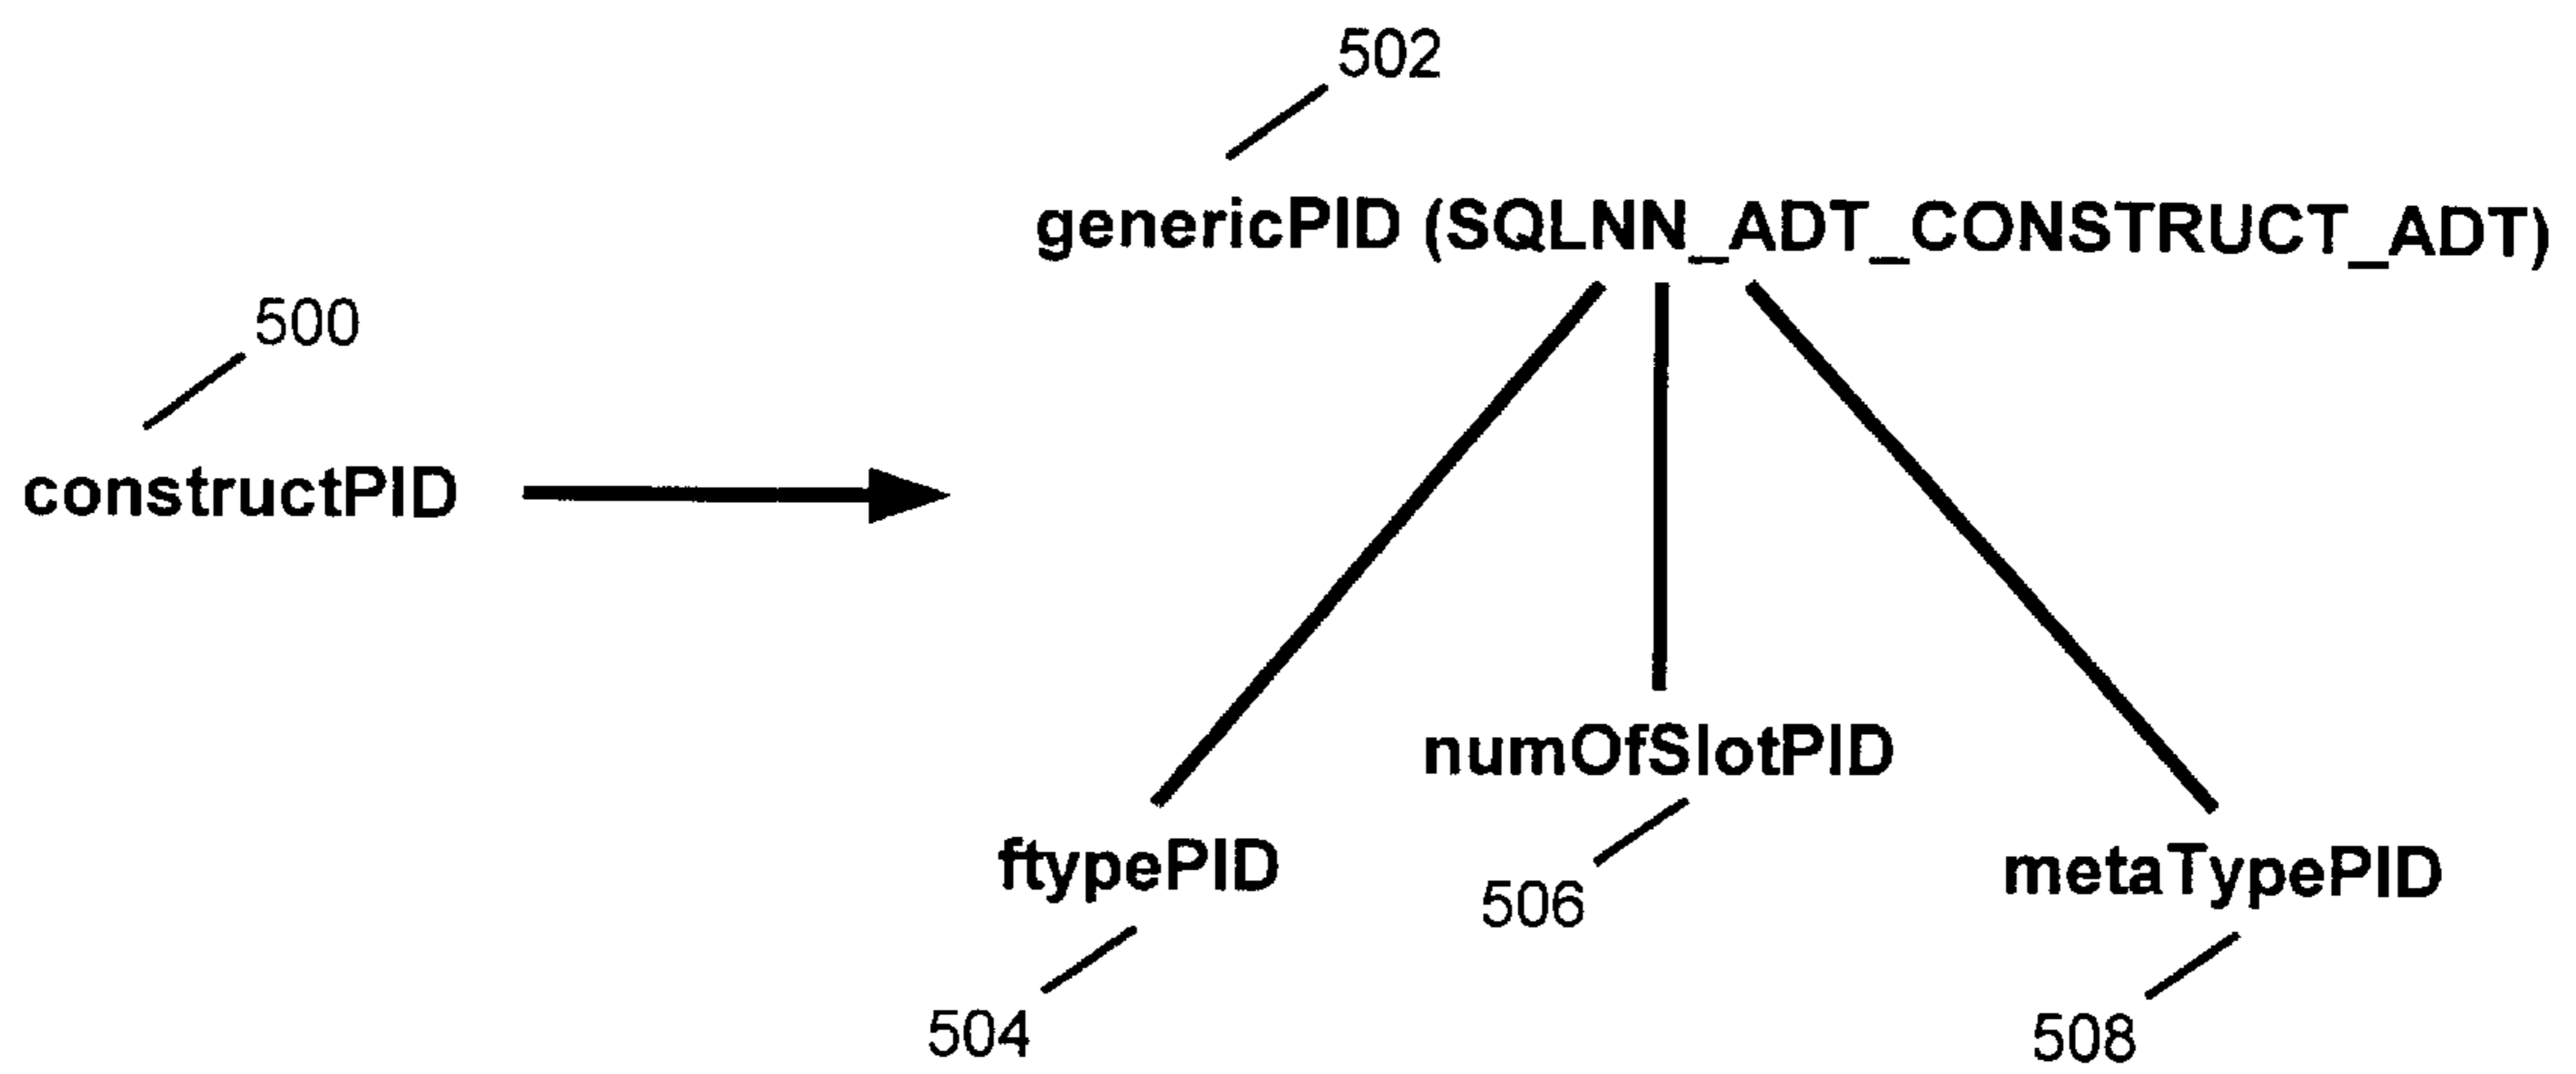 502
genericPID (SQLNN_ADT_CONSTRUCT_ADT)
500
constructPID
numOfSlotPID
ftypePID
metaTypePID
506
504
508